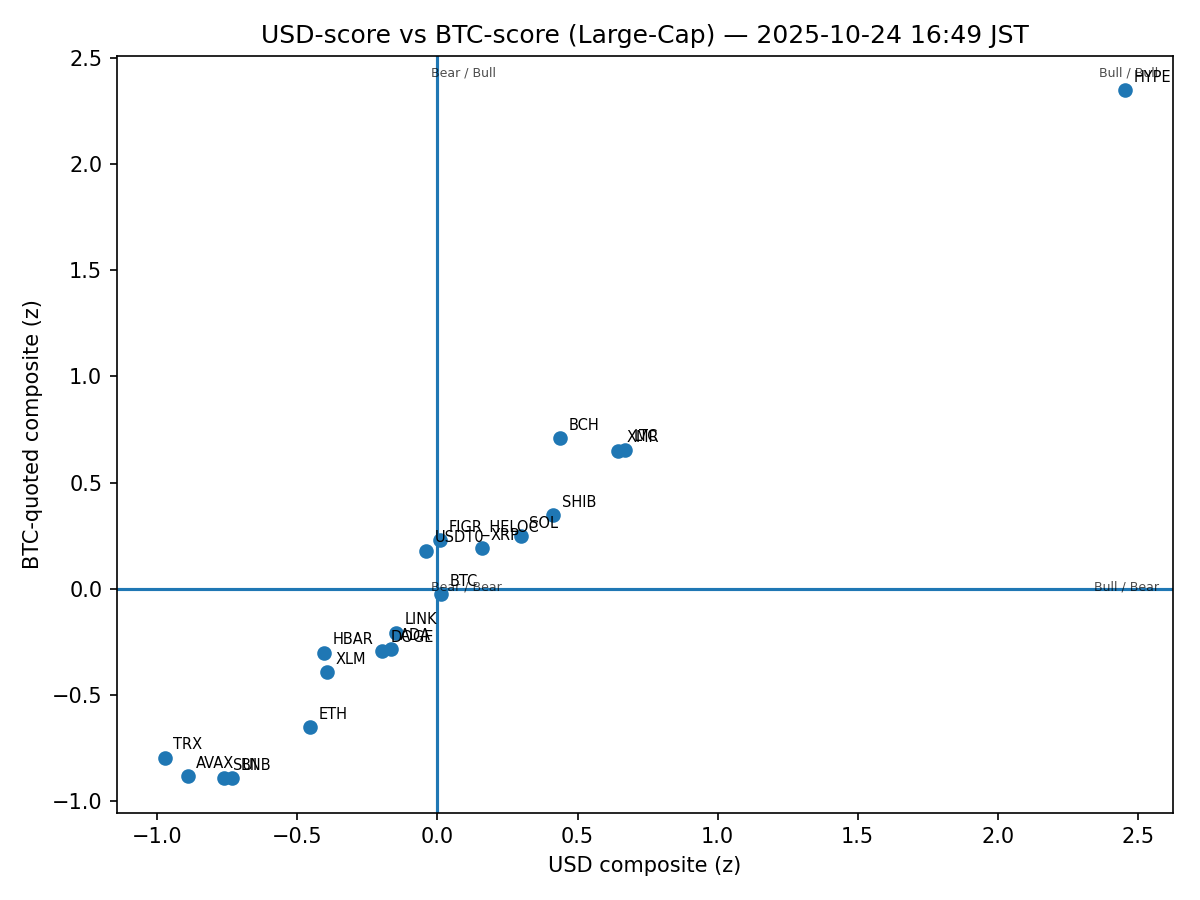 USD-score vs BTC-score (Large-Cap) — 2025-10-24 16:49 JST
2.5
Bear / Bull
Bull / Bull
HYPE
2.0
1.5
1.0
BCH
XMR
LTC
0.5
SHIB
SOL
FIGR_HELOC
USDT0
XRP
BTC
0.0
Bear / Bear
Bull / Bear
LINK
ADA
DOGE
HBAR
XLM
−0.5
ETH
TRX
AVAX
SUI
BNB
−1.0
−1.0 −0.5 0.0 0.5 1.0 1.5 2.0 2.5
USD composite (z)
BTC-quoted composite (z)